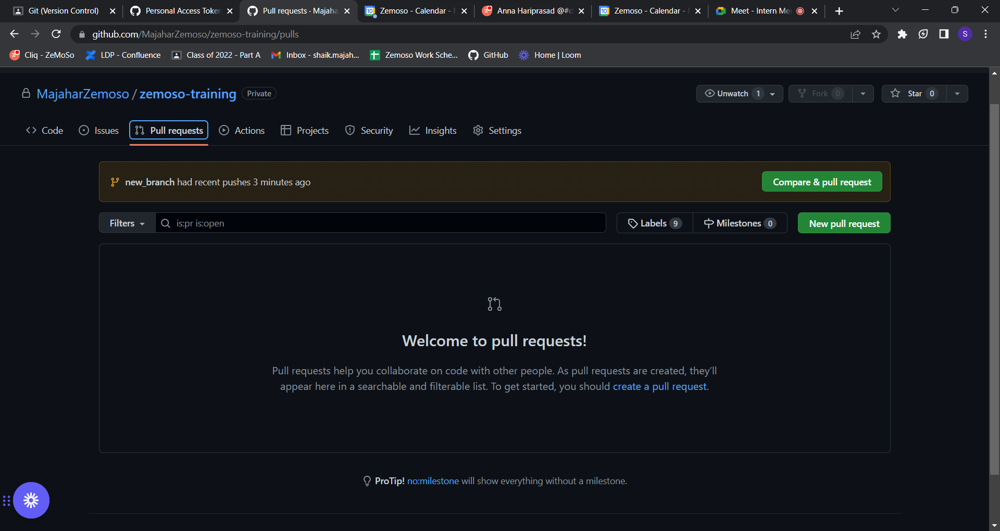 Git (Version Control)
Personal Access Token
Pull requests · Majaha
Zemoso - Calendar -
Anna Hariprasad @#d
Zemoso - Calendar -
Meet - Intern Me
github.com/MajaharZemoso/zemoso-training/pulls
S
Cliq - ZeMoSo
LDP - Confluence
Class of 2022 - Part A
Inbox - shaik.majah...
Zemoso Work Sche...
GitHub
Home | Loom
MajaharZemoso / zemoso-training Private
Unwatch 1
Fork 0
Star 0
Code
Issues
Pull requests
Actions
Projects
Security
Insights
Settings
new_branch had recent pushes 3 minutes ago
Compare & pull request
Filters
is:pr is:open
Labels 9
Milestones 0
New pull request
Welcome to pull requests!
Pull requests help you collaborate on code with other people. As pull requests are created, they’ll
appear here in a searchable and filterable list. To get started, you should create a pull request.
ProTip! no:milestone will show everything without a milestone.